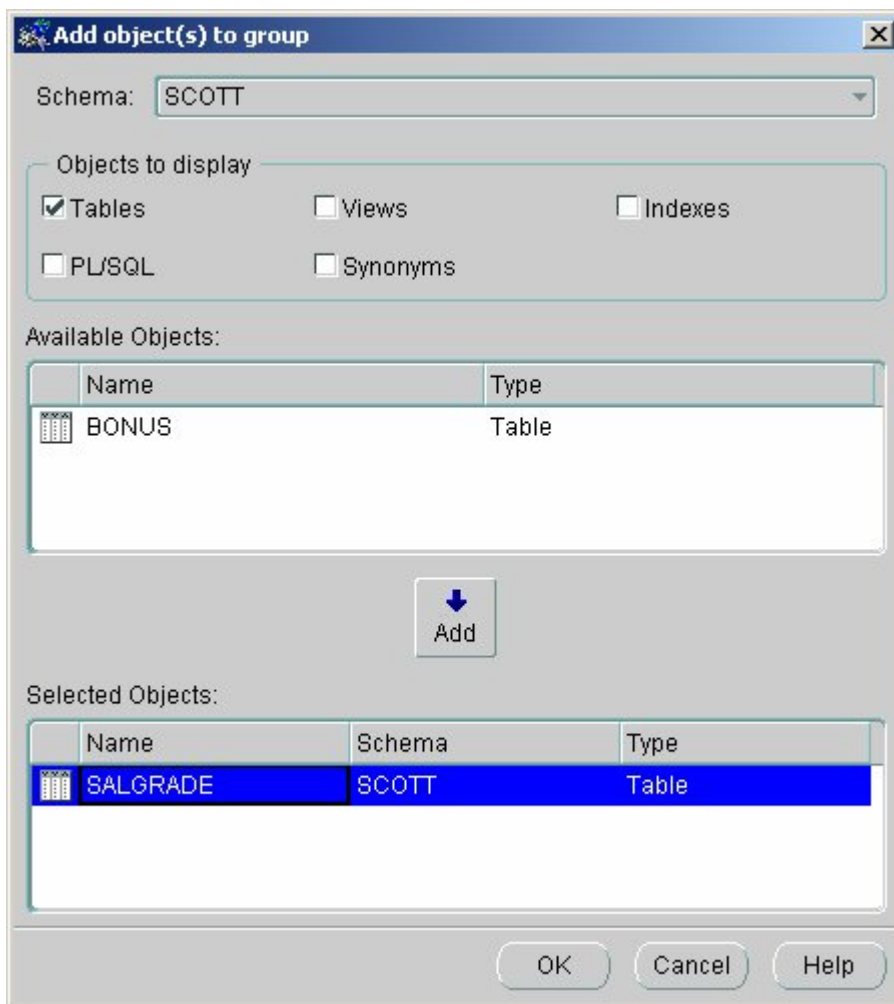 Add object(s) to group
Schema: SCOTT
Objects to display
Tables Views Indexes
PL/SQL Synonyms
Available Objects:
Name Type
BONUS Table
Add
Selected Objects:
Name Schema Type
SALGRADE SCOTT Table
OK Cancel Help